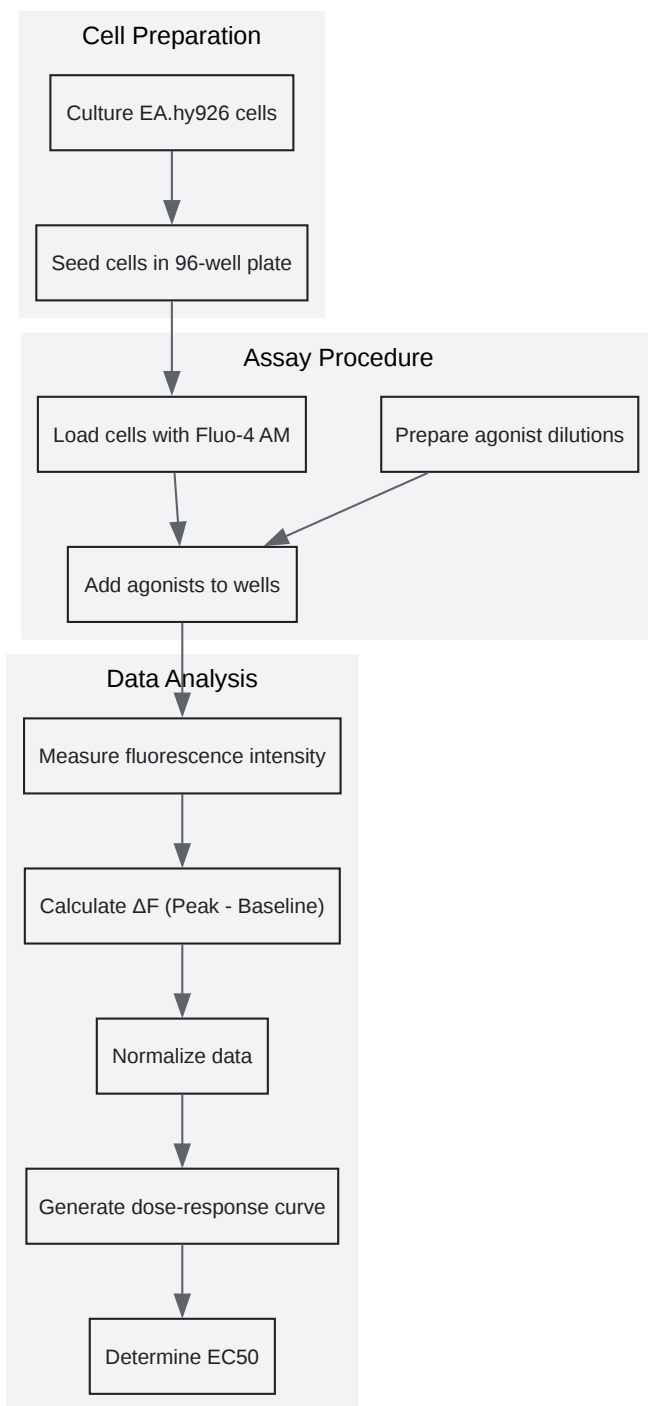 Cell Preparation
Culture EA.hy926 cells
Seed cells in 96-well plate
Assay Procedure
Load cells with Fluo-4 AM
Prepare agonist dilutions
Add agonists to wells
Data Analysis
Measure fluorescence intensity
Calculate ΔF (Peak - Baseline)
Normalize data
Generate dose-response curve
Determine EC50